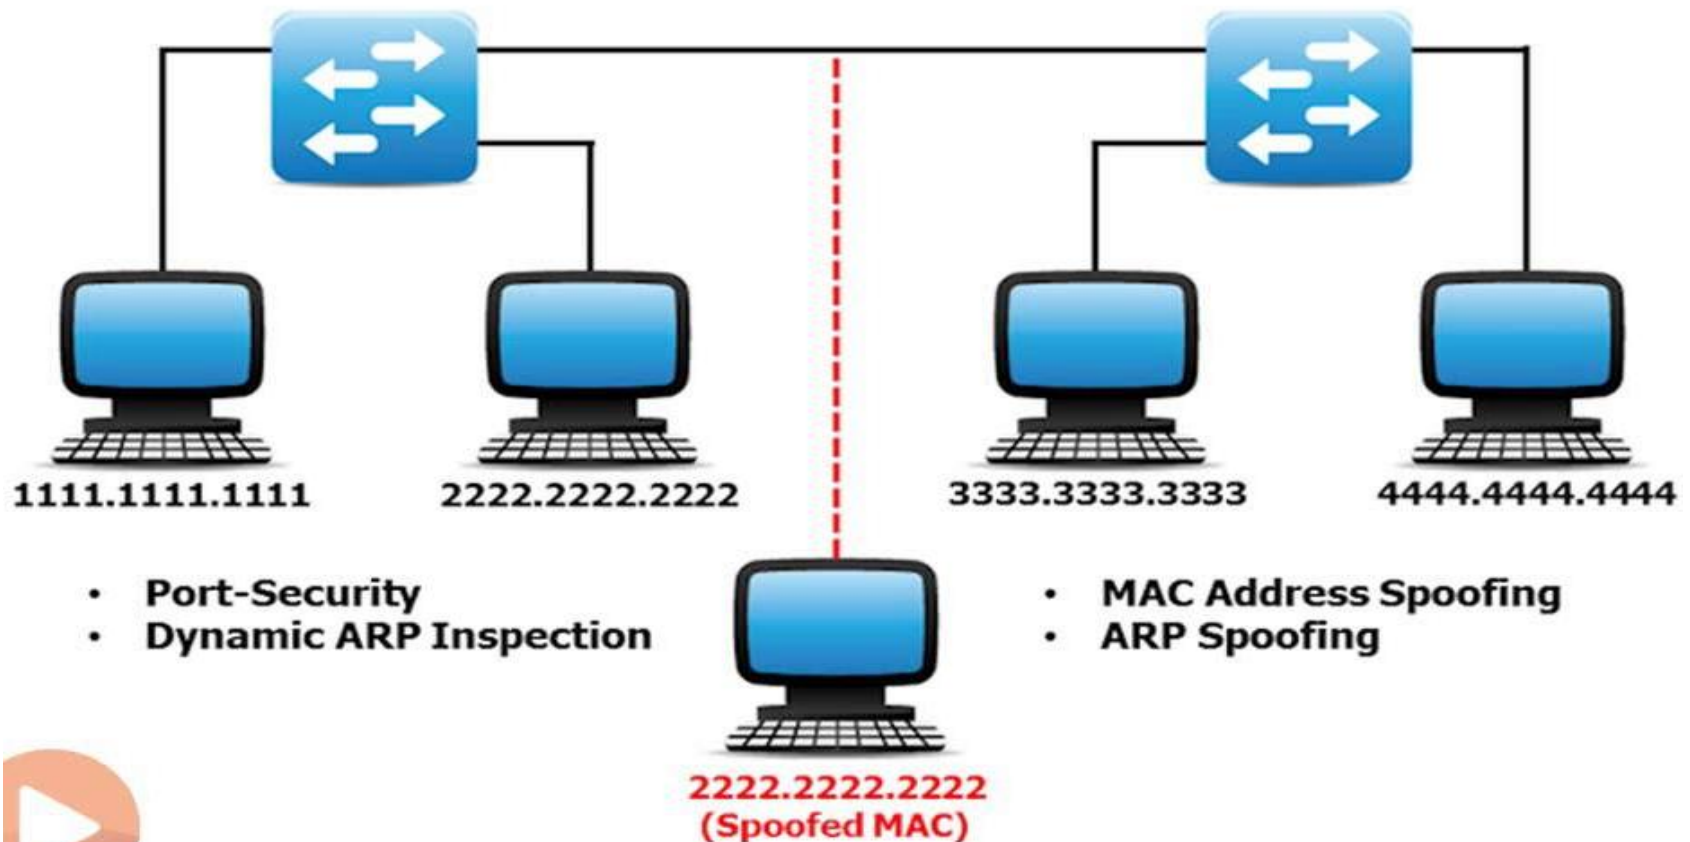 1111.1111.1111
2222.2222.2222
3333.3333.3333
4444.4444.4444
• Port-Security
• Dynamic ARP Inspection
• MAC Address Spoofing
• ARP Spoofing
2222.2222.2222
(Spoofed MAC)